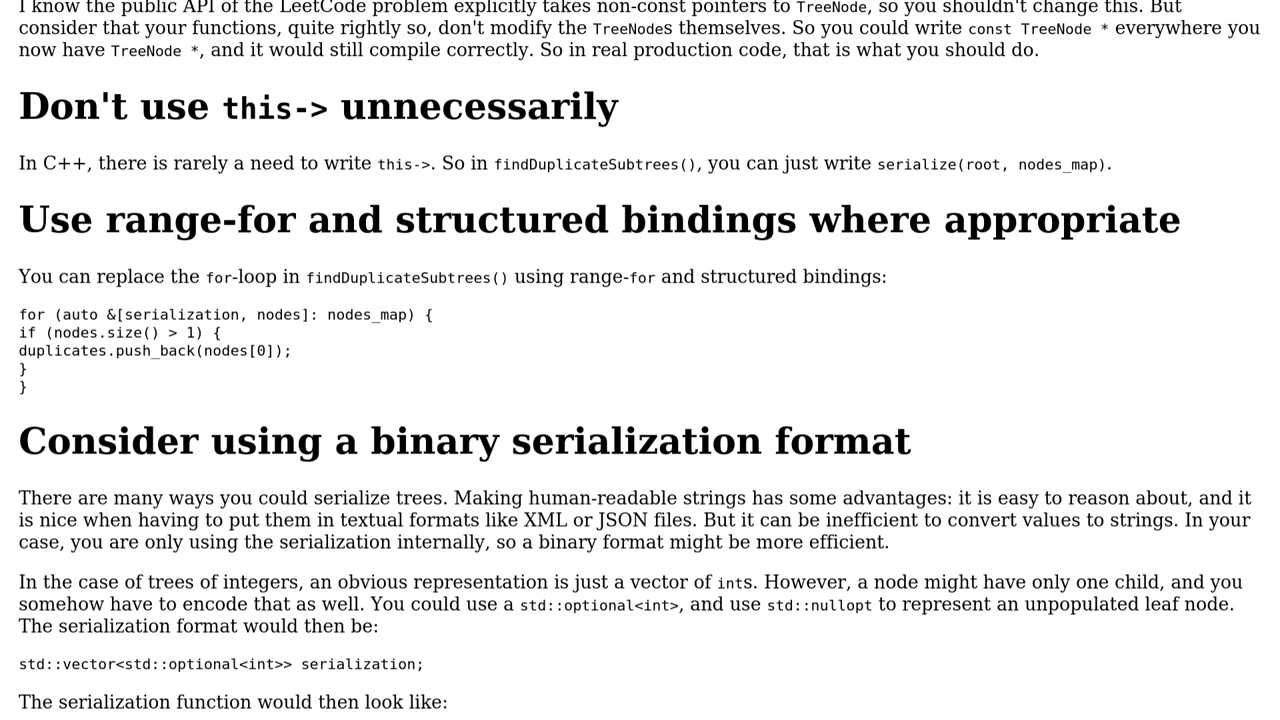 I know the public API of the LeetCode problem explicitly takes non-const pointers to TreeNode, so you shouldn't change this. But
consider that your functions, quite rightly so, don't modify the TreeNodes themselves. So you could write const TreeNode * everywhere you
now have TreeNode *, and it would still compile correctly. So in real production code, that is what you should do.
Don't use this-> unnecessarily
In C++, there is rarely a need to write this->. So in findDuplicateSubtrees(), you can just write serialize(root, nodes_map).
Use range-for and structured bindings where appropriate
You can replace the for-loop in findDuplicateSubtrees() using range-for and structured bindings:
for (auto &[serialization, nodes]: nodes_map) {
if (nodes.size() > 1) {
duplicates.push_back(nodes[0]);
}
}
Consider using a binary serialization format
There are many ways you could serialize trees. Making human-readable strings has some advantages: it is easy to reason about, and it
is nice when having to put them in textual formats like XML or JSON files. But it can be inefficient to convert values to strings. In your
case, you are only using the serialization internally, so a binary format might be more efficient.
In the case of trees of integers, an obvious representation is just a vector of ints. However, a node might have only one child, and you
somehow have to encode that as well. You could use a std::optional<int>, and use std::nullopt to represent an unpopulated leaf node.
The serialization format would then be:
std::vector<std::optional<int>> serialization;
The serialization function would then look like: